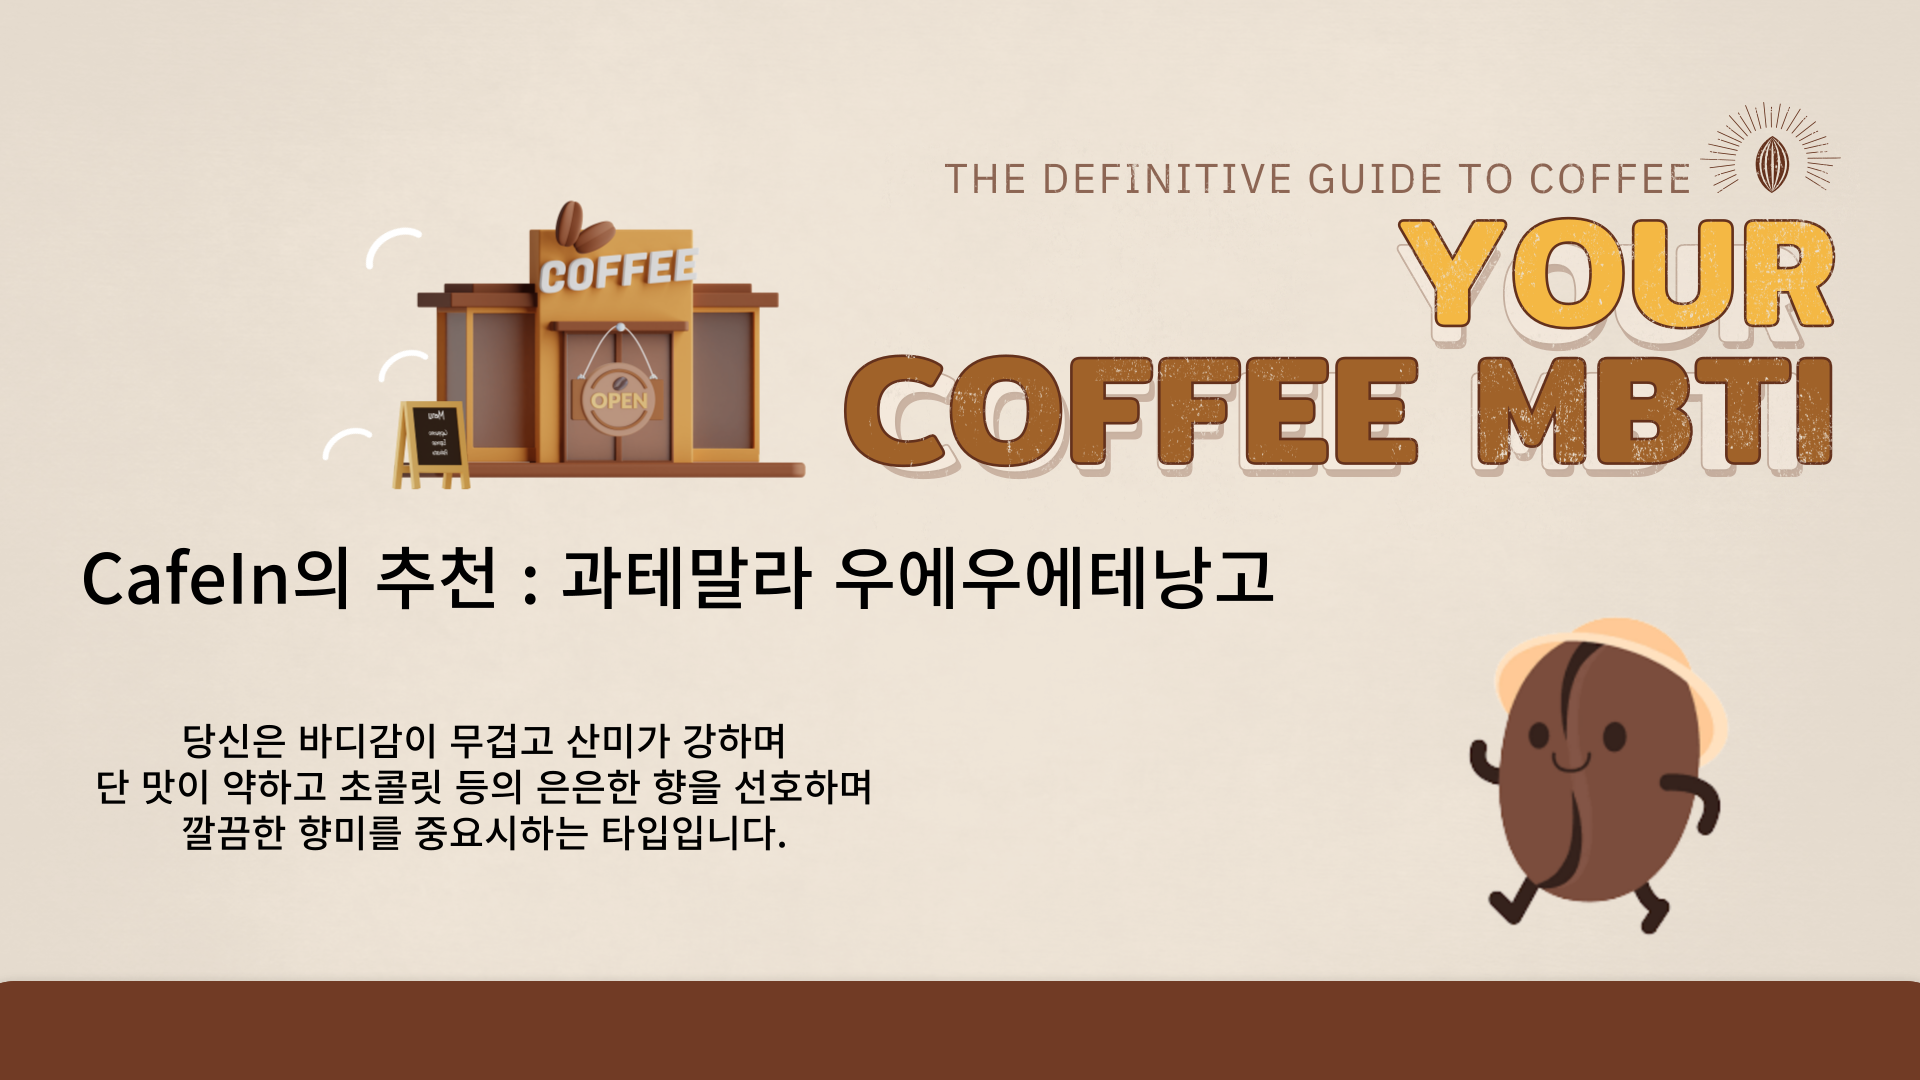 THE DEFINITIVE GUIDE TO COFFEE
YOUR
COFFEE MBTI
COFFEE
OPEN
Menu
CafeIn의 추천 : 과테말라 우에우에테낭고
당신은 바디감이 무겁고 산미가 강하며
단 맛이 약하고 초콜릿 등의 은은한 향을 선호하며
깔끔한 향미를 중요시하는 타입입니다.